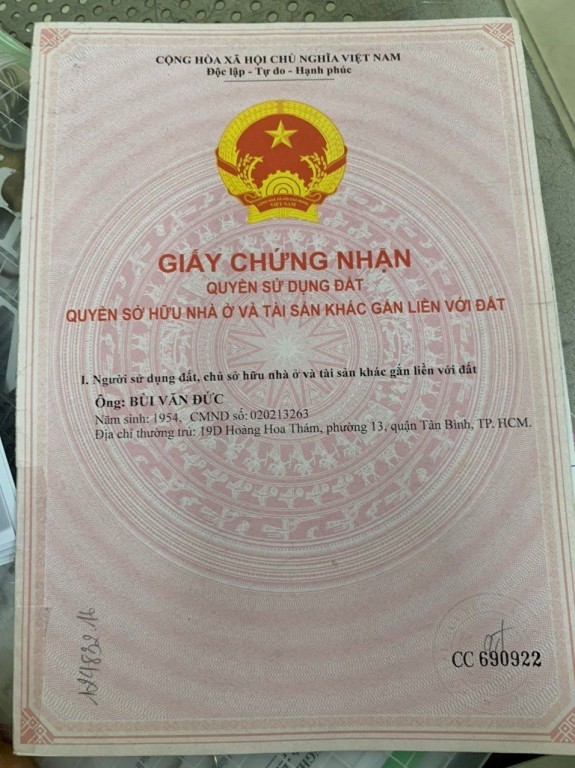 CỘNG HÒA XÃ HỘI CHỦ NGHĨA VIỆT NAM
Độc lập - Tự do - Hạnh phúc
VIỆT NAM
GIẤY CHỨNG NHẬN
QUYỀN SỬ DỤNG ĐẤT
QUYỀN SỞ HỮU NHÀ Ở VÀ TÀI SẢN KHÁC GẮN LIỀN VỚI ĐẤT
I. Người sử dụng đất, chủ sở hữu nhà ở và tài sản khác gắn liền với đất
Ông: BÙI VĂN ĐỨC
Năm sinh: 1954, CMND số: 020213263
Địa chỉ thường trú: 19D Hoàng Hoa Thám, phường 13, quận Tân Bình, TP. HCM.
CC 690922